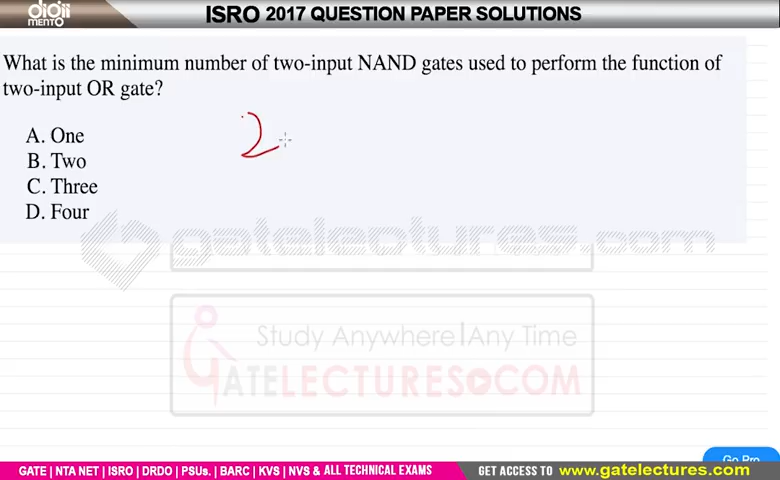 digii
MENTO
ISRO 2017 QUESTION PAPER SOLUTIONS
What is the minimum number of two-input NAND gates used to perform the function of
two-input OR gate?
2
A. One
B. Two
C. Three
D. Four
gatelectures.com
Study Anywhere|Any Time
GATELECTURES.COM
Go Pro
GATE | NTA NET | ISRO | DRDO | PSUs. | BARC | KVS | NVS & ALL TECHNICAL EXAMS GET ACCESS TO www.gatelectures.com